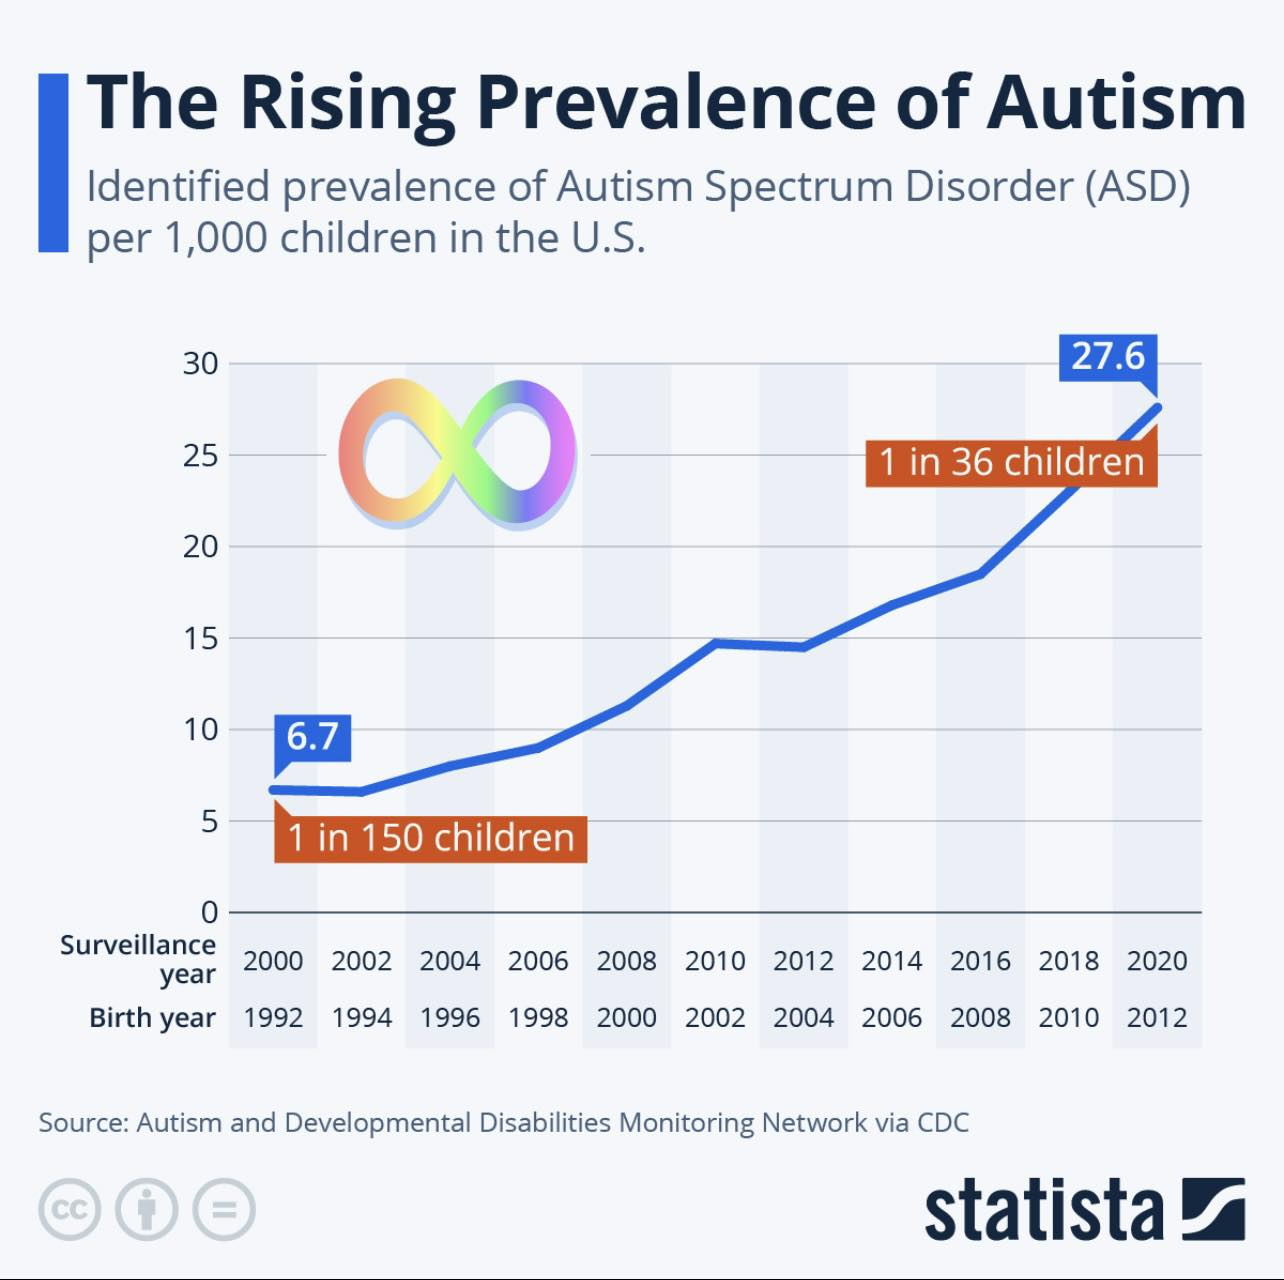 The Rising Prevalence of Autism
Identified prevalence of Autism Spectrum Disorder (ASD)
per 1,000 children in the U.S.
30
27.6
25
1 in 36 children
20
15
10
6.7
5
1 in 150 children
0
Surveillance year 2000 2002 2004 2006 2008 2010 2012 2014 2016 2018 2020
Birth year 1992 1994 1996 1998 2000 2002 2004 2006 2008 2010 2012
Source: Autism and Developmental Disabilities Monitoring Network via CDC
cc
statista